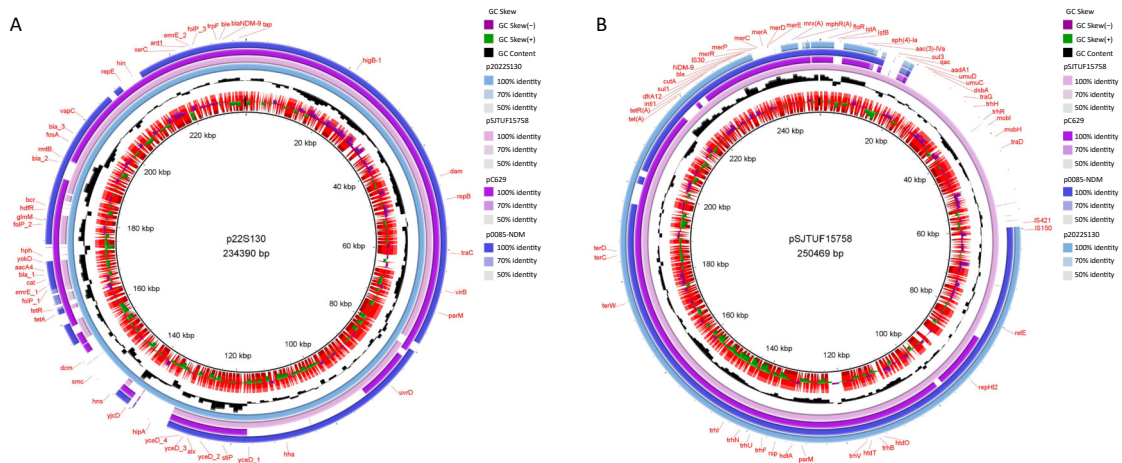 A
xerC
ant1
emrE_2
folP_3
frpF
ble
blaNDM-9
tap
hin
repE
higB-1
vapC
bla_3
fosA
rmtB
bla_2
dam
repB
bcr
hdfR
glmM
folP_2
hph
yokD
aacA4
bla_1
cat
emrE_1
folP_1
tetR
tetA
traC
virB
parM
dcm
smc
hns
yjcD
hipA
yceD_4
yceD_3
alx
yceD_2
stiP
yceD_1
hha
uvrD
220 kbp
20 kbp
200 kbp
40 kbp
180 kbp
p22S130
234390 bp
60 kbp
160 kbp
80 kbp
140 kbp
120 kbp
100 kbp
GC Skew
GC Skew(−)
GC Skew(+)
GC Content
p2022S130
100% identity
70% identity
50% identity
pSJTUF15758
100% identity
70% identity
50% identity
pC629
100% identity
70% identity
50% identity
p0085-NDM
100% identity
70% identity
50% identity
B
mrx(A)
mphR(A)
floR
istA
istB
merE
merD
merA
merC
merP
merR
IS30
NDM-9
ble
cutA
sul1
dfrA12
intI1
tetR(A)
tet(A)
aph(4)-Ia
aac(3)-IVa
sul3
qac
aadA1
umuD
umuC
dsbA
traG
trhH
trhR
mobI
mobH
traD
IS421
IS150
terD
terC
terW
relE
repHI2
trhI
trhN
trhU
trhF
rsp
hdtA
parM
trhV
htdT
trhB
htdO
240 kbp
20 kbp
220 kbp
40 kbp
200 kbp
60 kbp
pSJTUF15758
250469 bp
180 kbp
80 kbp
160 kbp
100 kbp
140 kbp
120 kbp
GC Skew
GC Skew(−)
GC Skew(+)
GC Content
pSJTUF15758
100% identity
70% identity
50% identity
pC629
100% identity
70% identity
50% identity
p0085-NDM
100% identity
70% identity
50% identity
p2022S130
100% identity
70% identity
50% identity